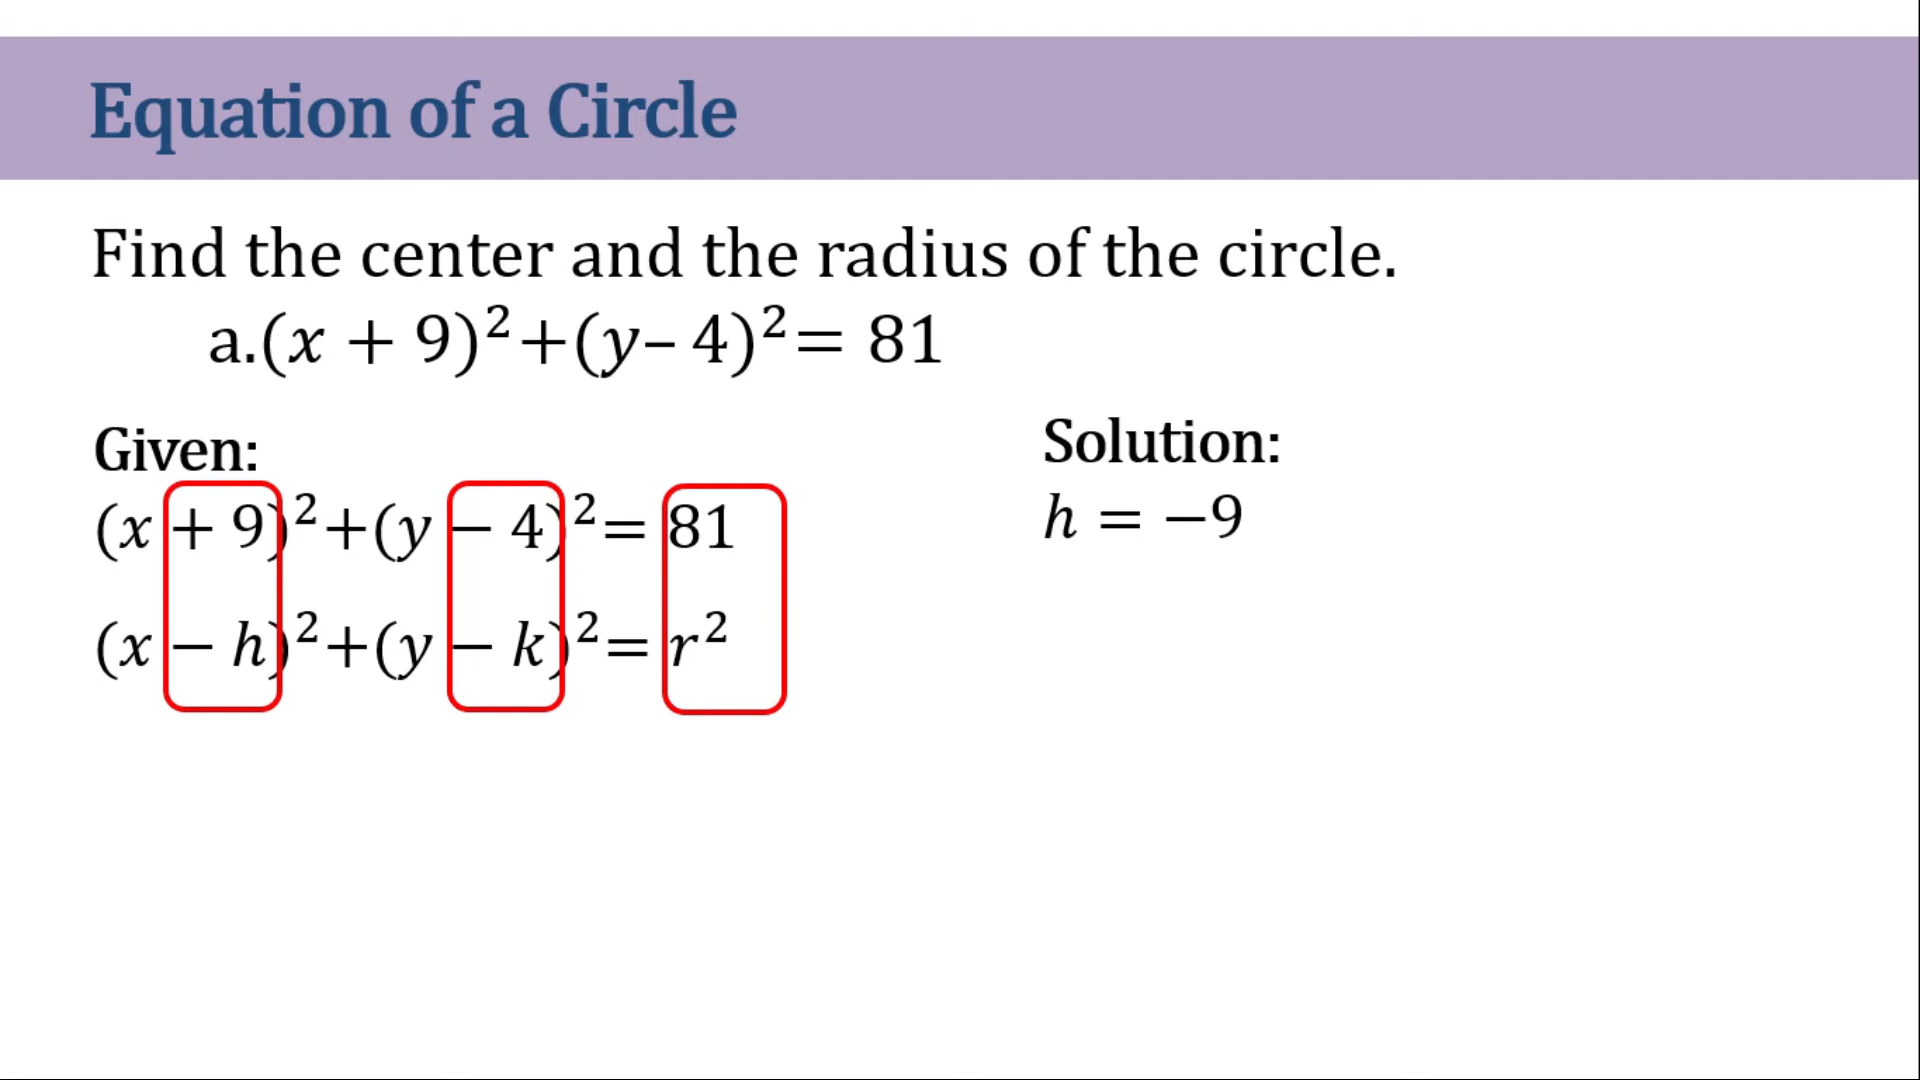 Equation of a Circle
Find the center and the radius of the circle.
a.(x + 9)²+(y– 4)²= 81
Given:
(x + 9)²+(y − 4)²= 81
(x − h)²+(y − k)²= r²
Solution:
h = −9